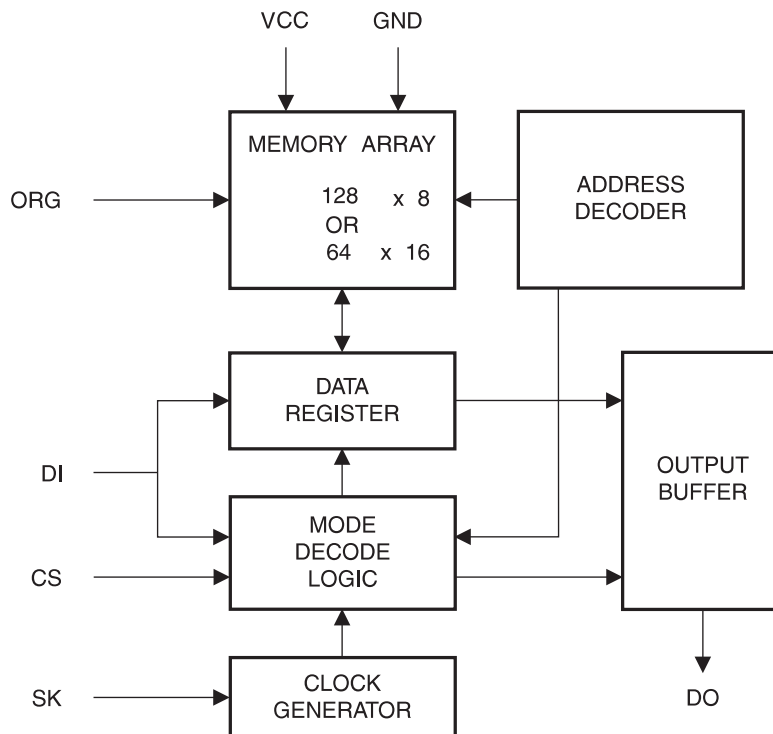 VCC
GND
MEMORY ARRAY
128 x 8
OR
64 x 16
ORG
ADDRESS
DECODER
DATA
REGISTER
DI
OUTPUT
BUFFER
MODE
DECODE
LOGIC
CS
SK
CLOCK
GENERATOR
DO